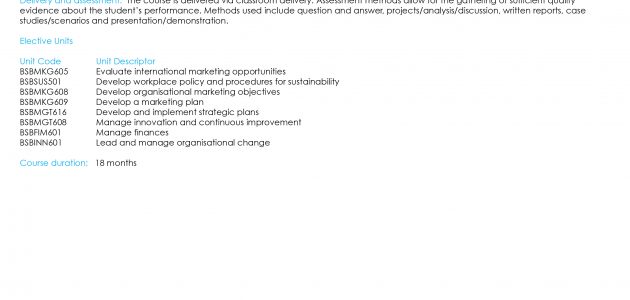 Delivery and assessment: The course is delivered via classroom delivery. Assessment methods allow for the gathering of sufficient quality
evidence about the student's performance. Methods used include question and answer, projects/analysis/discussion, written reports, case
studies/scenarios and presentation/demonstration.
Elective Units
Unit Code Unit Descriptor
BSBMKG605 Evaluate international marketing opportunities
BSBSUS501 Develop workplace policy and procedures for sustainability
BSBMKG608 Develop organisational marketing objectives
BSBMKG609 Develop a marketing plan
BSBMGT616 Develop and implement strategic plans
BSBMGT608 Manage innovation and continuous improvement
BSBFIM601 Manage finances
BSBINN601 Lead and manage organisational change
Course duration: 18 months